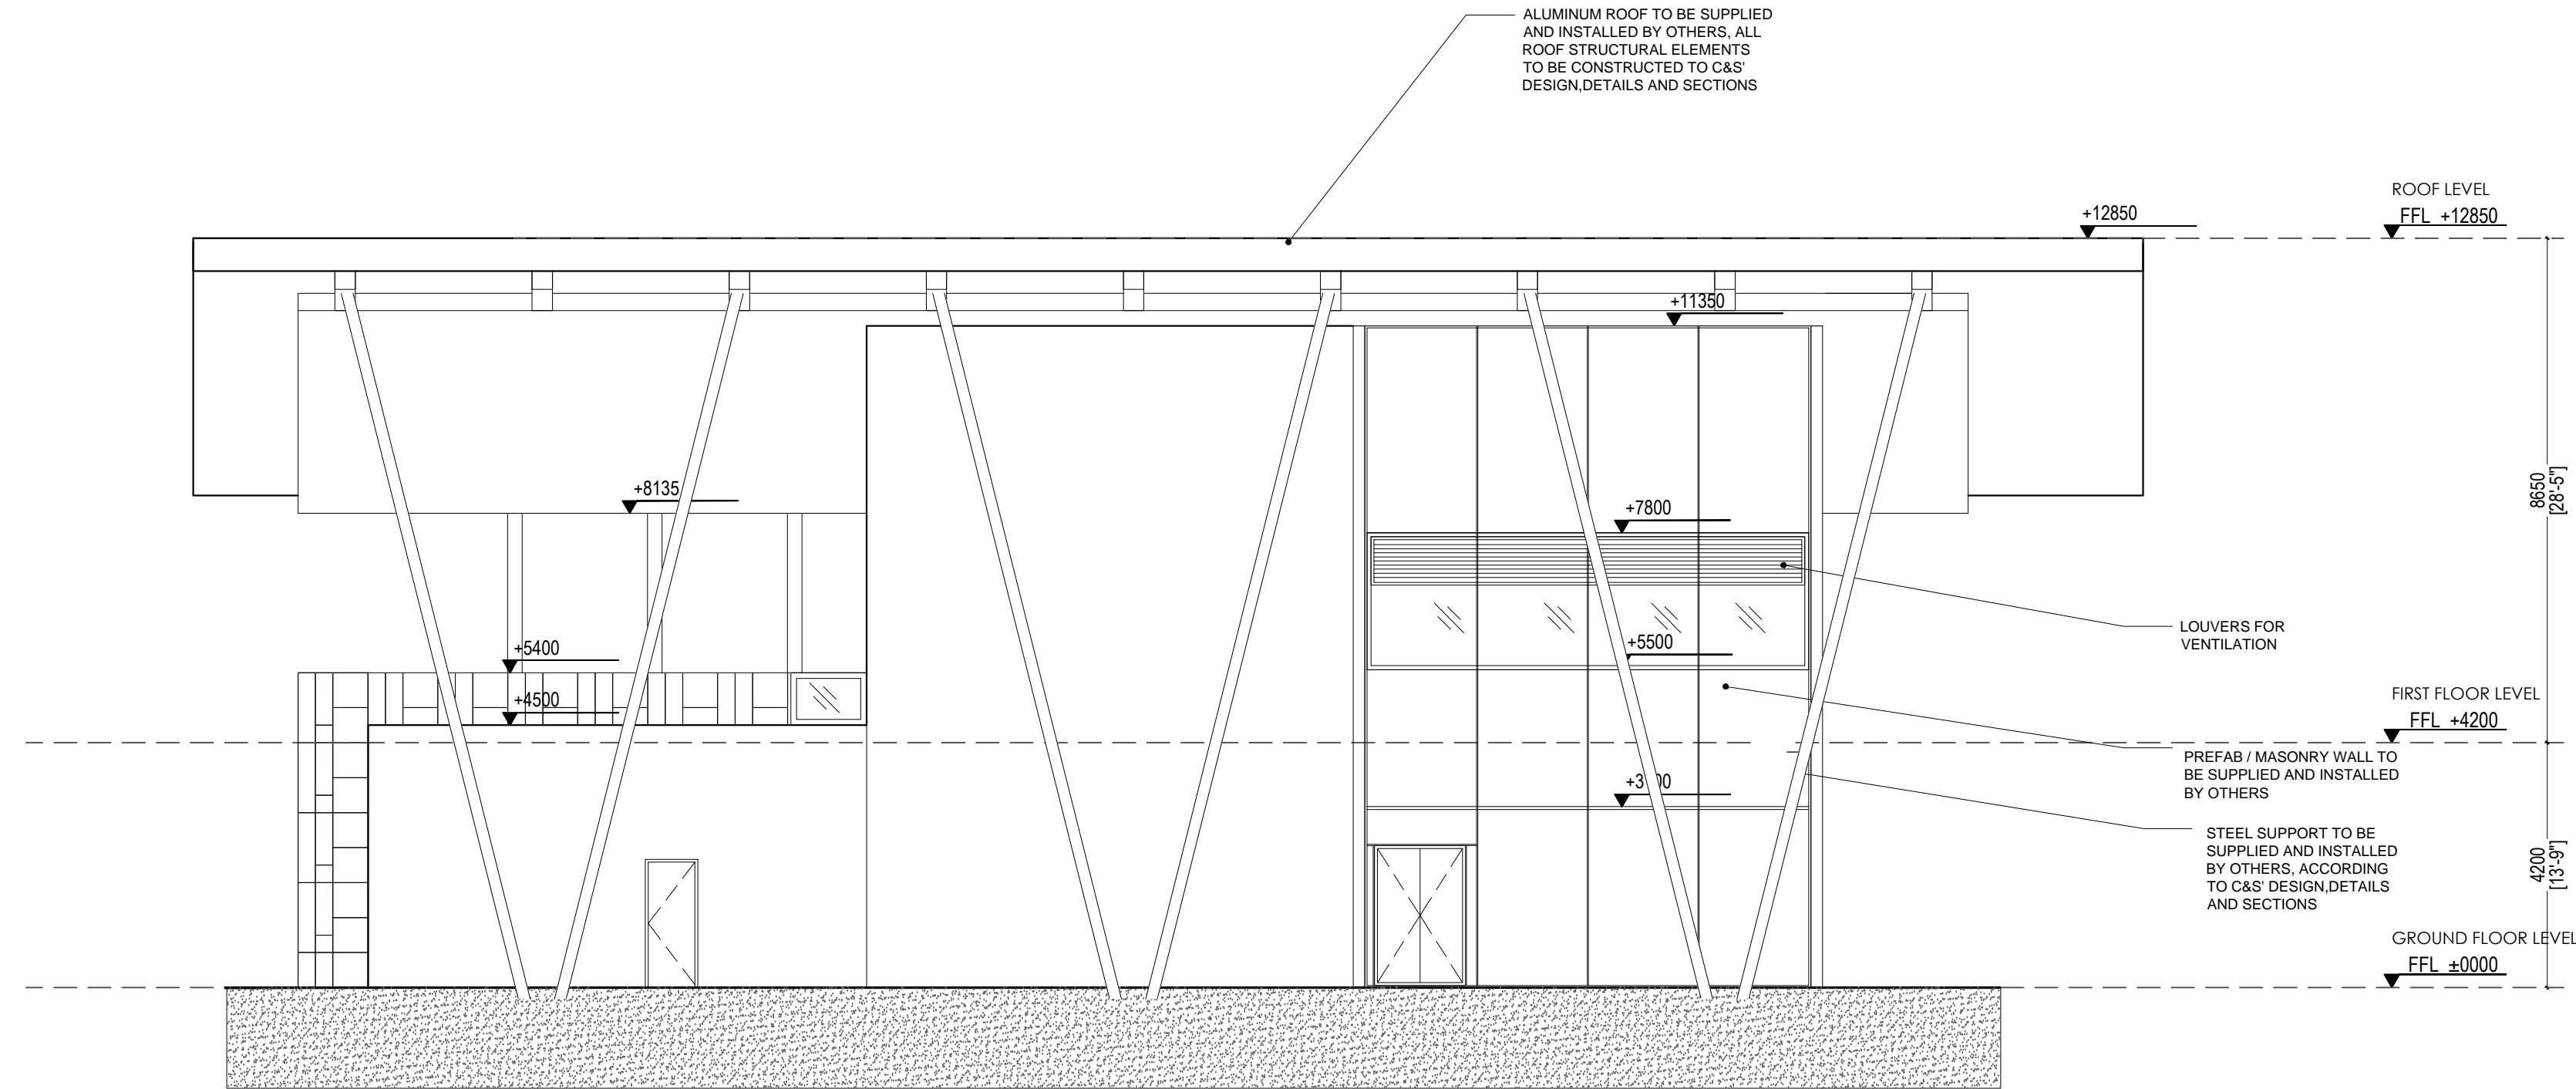 ALUMINUM ROOF TO BE SUPPLIED
AND INSTALLED BY OTHERS, ALL
ROOF STRUCTURAL ELEMENTS
TO BE CONSTRUCTED TO C&S'
DESIGN,DETAILS AND SECTIONS
ROOF LEVEL
+12850
FFL +12850
+11350
+8135
8650
[28'-5"]
+7800
LOUVERS FOR
VENTILATION
+5400
+5500
+4500
FIRST FLOOR LEVEL
FFL +4200
PREFAB / MASONRY WALL TO
BE SUPPLIED AND INSTALLED
BY OTHERS
STEEL SUPPORT TO BE
SUPPLIED AND INSTALLED
BY OTHERS, ACCORDING
TO C&S' DESIGN,DETAILS
AND SECTIONS
4200
[13'-9"]
GROUND FLOOR LEVEL
FFL ±0000